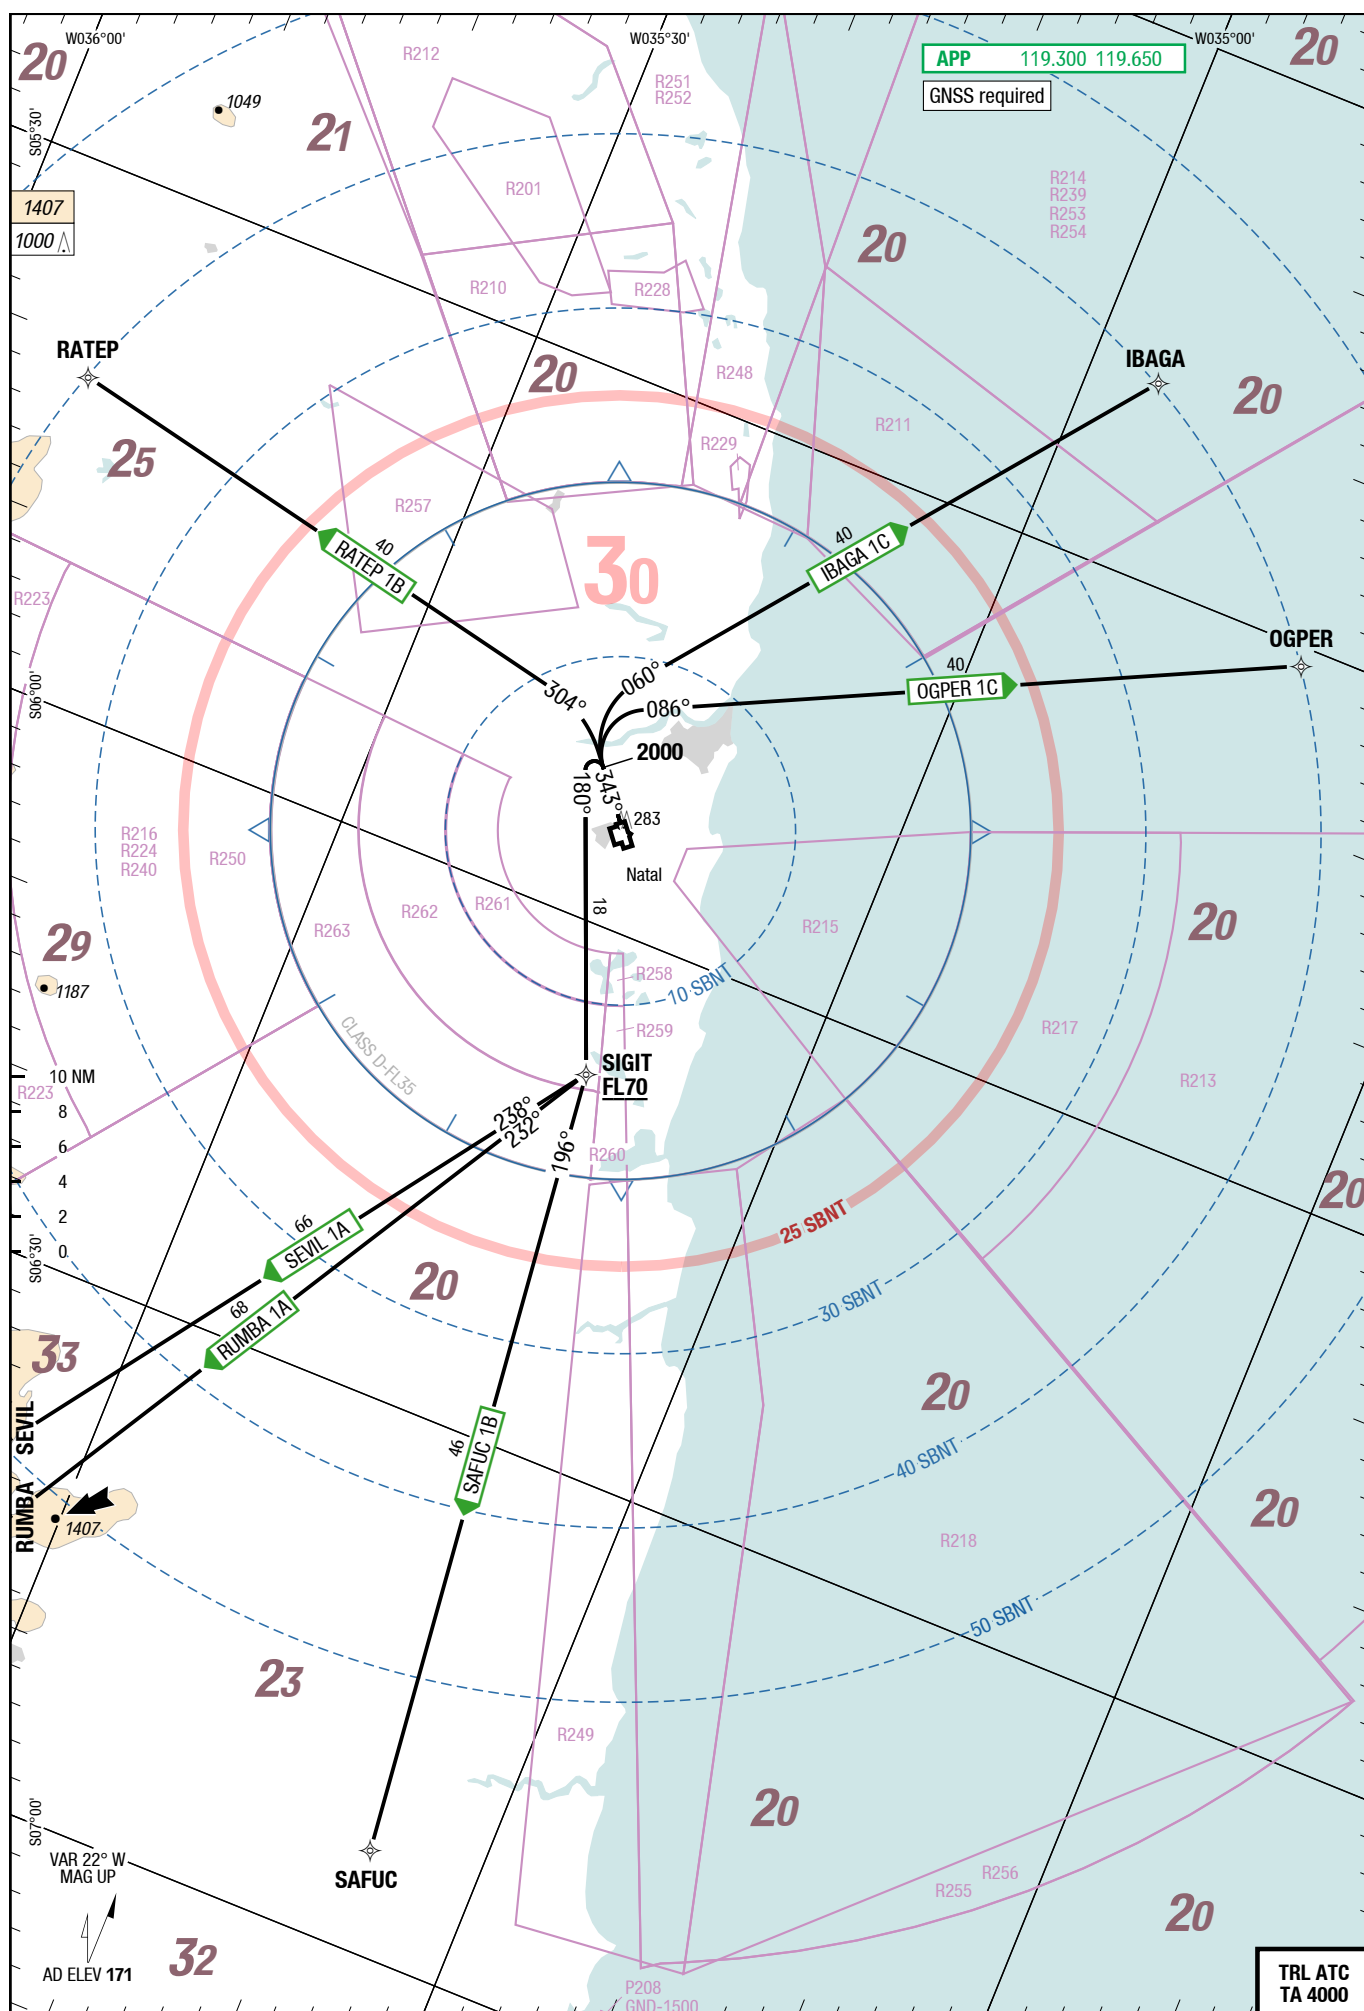 W036°00'
W035°30'
W035°00'
20
R212
R251
R252
APP 119.300 119.650
20
GNSS required
1049
21
S05°30'
R201
R214
R239
R253
R254
1407
1000
20
R210
R228
RATEP
IBAGA
20
R248
20
25
R211
R229
R257
40
RATEP 1B
40
IBAGA 1C
30
R223
OGPER
40
OGPER 1C
S06°00'
304°
060°
086°
2000
180°
343°
283
Natal
R216
R224
R240
R250
R261
R262
R263
18
R215
20
29
R258
10 SBNT
1187
R259
R217
CLASS D-FL35
SIGIT
FL70
10 NM
8
6
4
2
0
R223
R213
238°
232°
196°
R260
20
25 SBNT
66
SEVIL 1A
S06°30'
20
68
RUMBA 1A
30 SBNT
33
20
SEVIL
46
SAFUC 1B
40 SBNT
RUMBA
1407
20
R218
50 SBNT
23
R249
S07°00'
20
VAR 22° W
MAG UP
SAFUC
R256
R255
20
32
AD ELEV 171
P208
GND-1500
TRL ATC
TA 4000